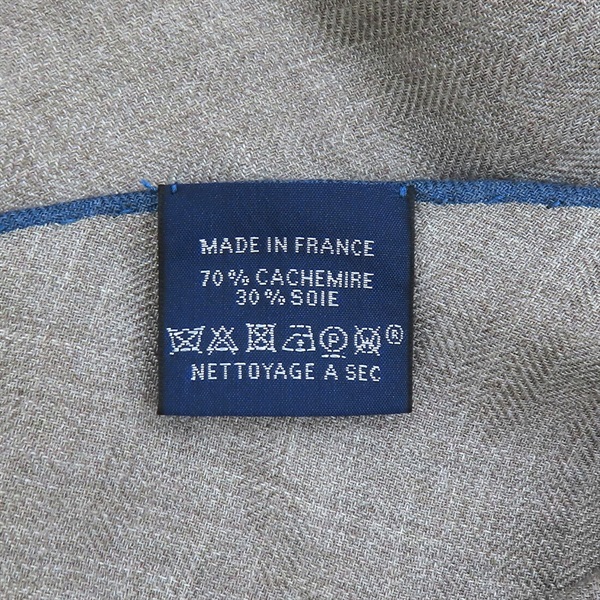 MADE IN FRANCE
70% CACHEMIRE
30% SOIE
P W ®
NETTOYAGE A SEC